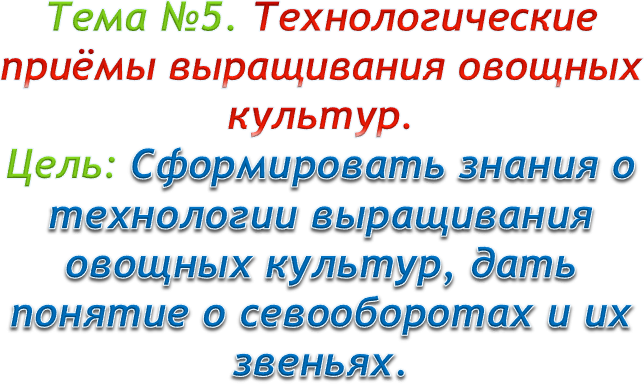 Тема №5. Технологические
приёмы выращивания овощных
культур.
Цель: Сформировать знания о
технологии выращивания
овощных культур, дать
понятие о севооборотах и их
звеньях.